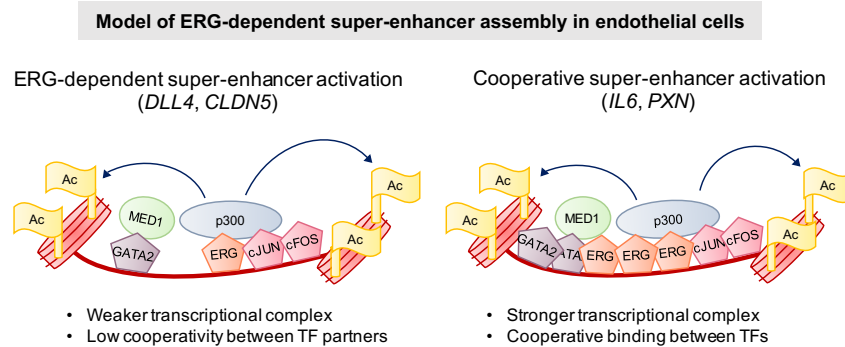 Model of ERG-dependent super-enhancer assembly in endothelial cells
ERG-dependent super-enhancer activation
(DLL4, CLDN5)
Ac
Ac
Ac
Ac
MED1
p300
GATA2
ERG
cJUN
cFOS
• Weaker transcriptional complex
• Low cooperativity between TF partners
Cooperative super-enhancer activation
(IL6, PXN)
Ac
Ac
Ac
Ac
MED1
p300
GATA2
ATA
ERG
ERG
ERG
cJUN
cFOS
• Stronger transcriptional complex
• Cooperative binding between TFs